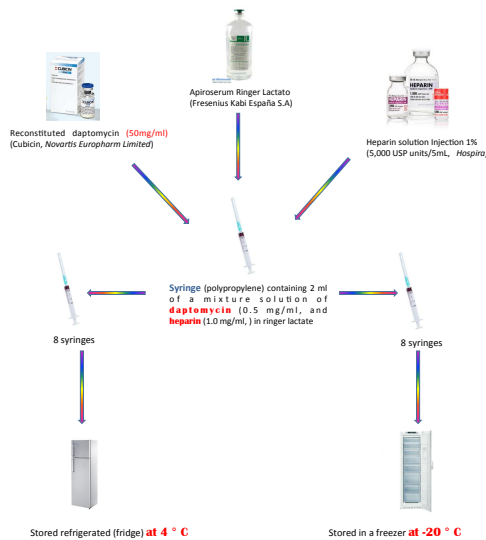 Apiroserum Ringer Lactato
(Fresenius Kabi España S.A)
CUBICIN
Reconstituted daptomycin (50mg/ml)
(Cubicin, Novartis Europharm Limited)
HEPARIN
Heparin solution Injection 1%
(5,000 USP units/5mL, Hospira,
Syringe (polypropylene) containing 2 ml
of a mixture solution of
daptomycin (0.5 mg/ml, and
heparin (1.0 mg/ml, ) in ringer lactate
8 syringes
8 syringes
Stored refrigerated (fridge) at 4 ° C
Stored in a freezer at -20 ° C